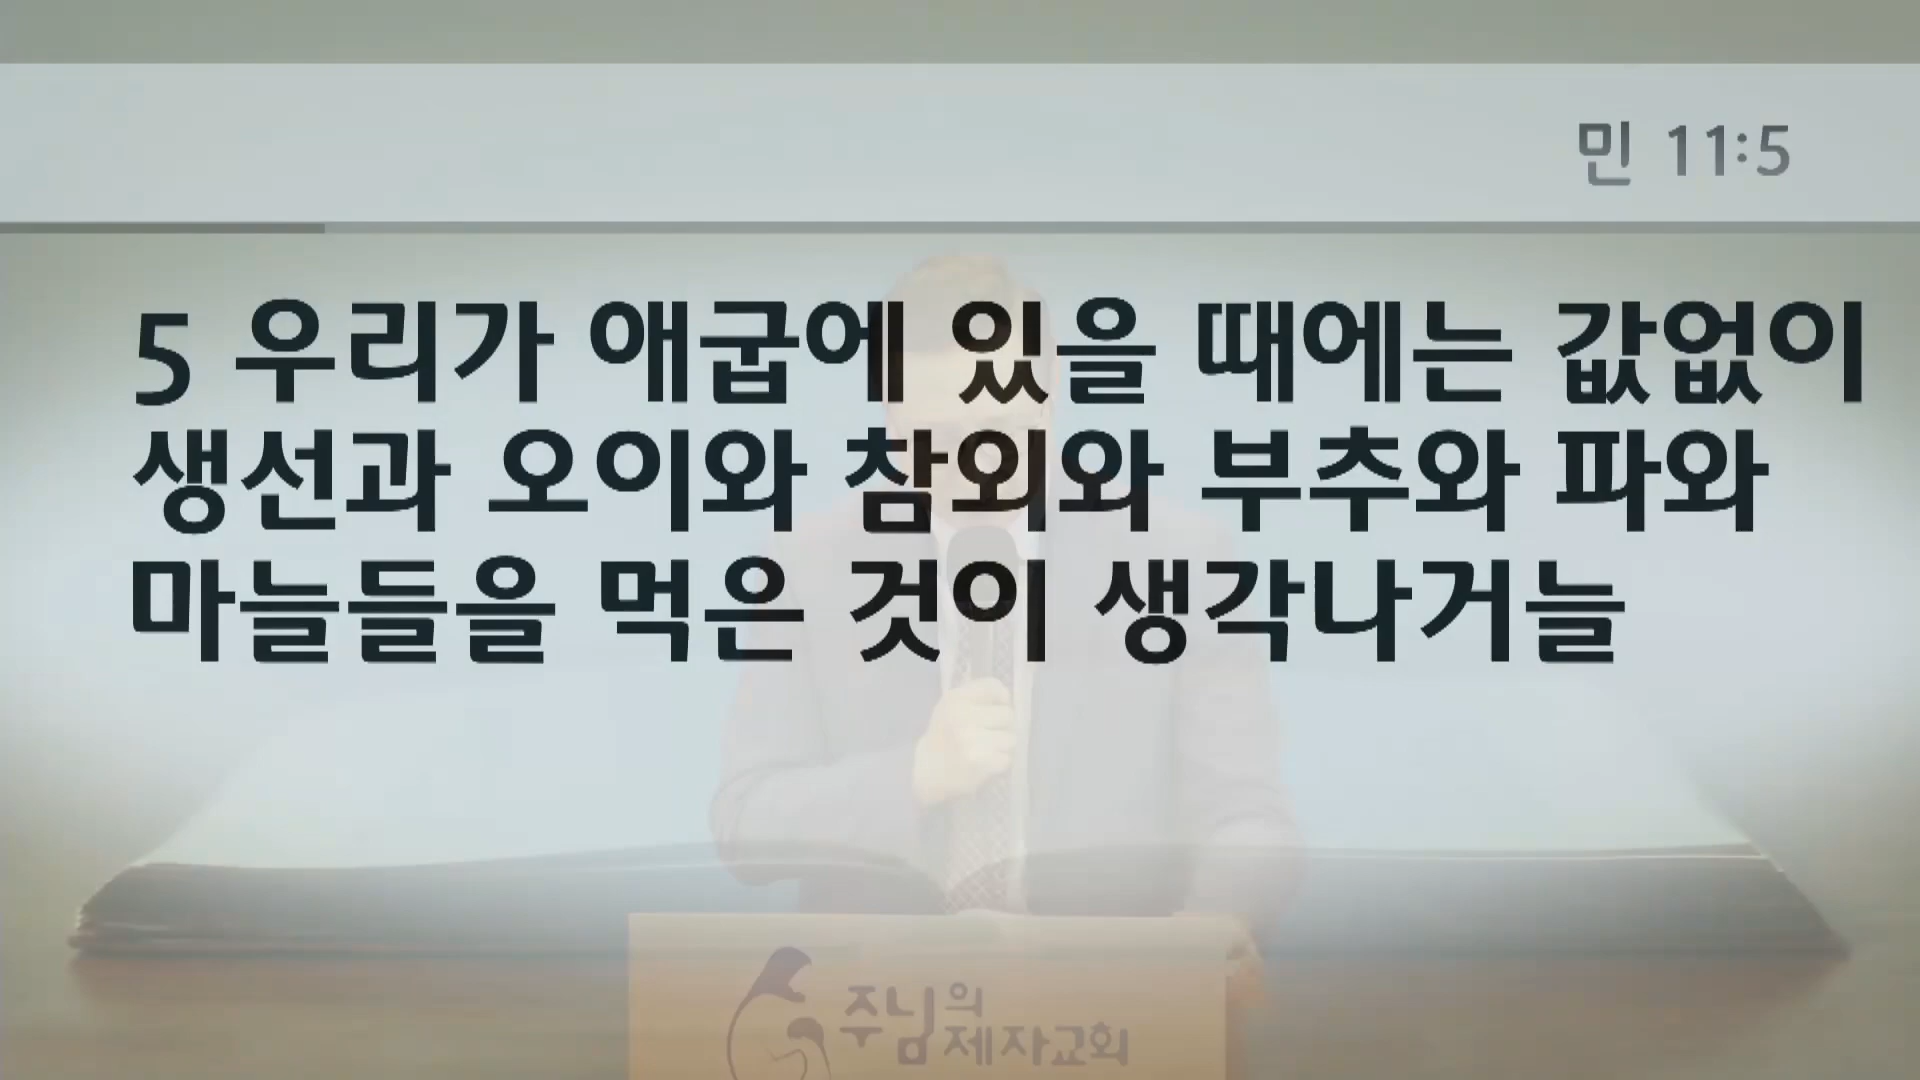 민 11:5
5 우리가 애굽에 있을 때에는 값없이
생선과 오이와 참외와 부추와 파와
마늘들을 먹은 것이 생각나거늘
주님의
제자교회